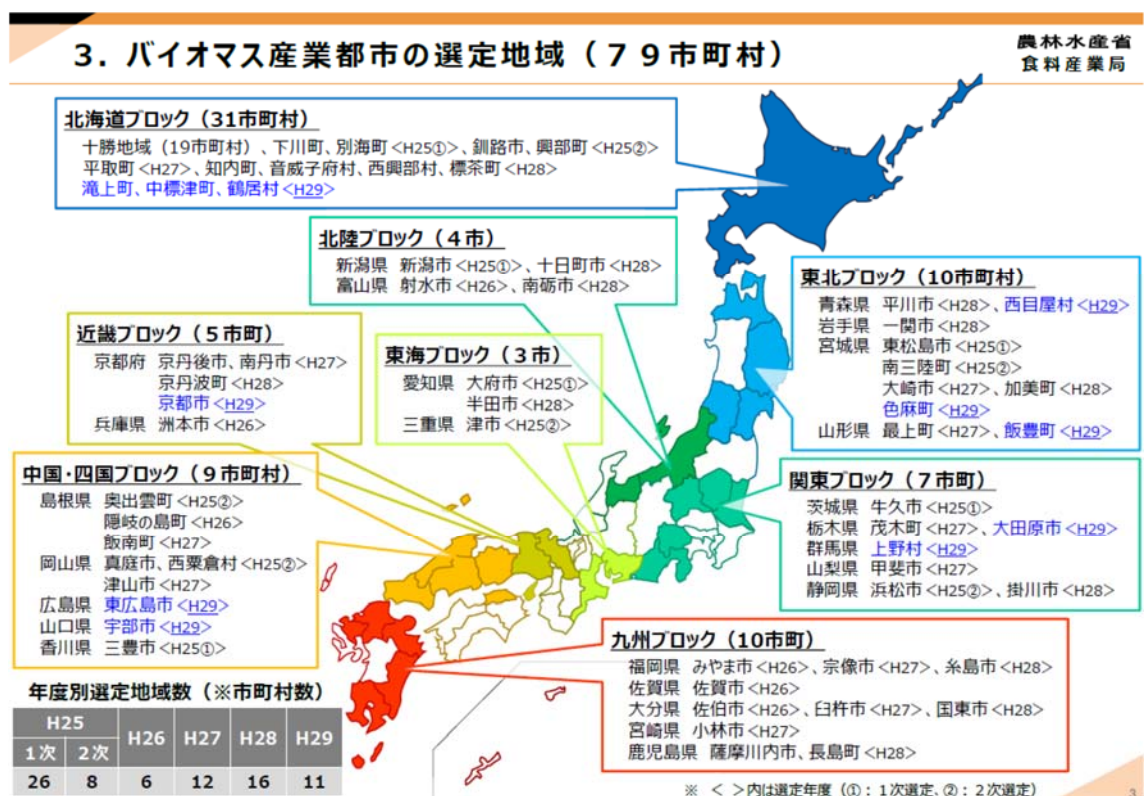 3. バイオマス産業都市の選定地域（７９市町村）
農林水産省
食料産業局
北海道ブロック（31市町村）
十勝地域（19市町村）、下川町、別海町<H25①>、釧路市、興部町<H25②>
平取町<H27>、知内町、音威子府村、西興部村、標茶町<H28>
滝上町、中標津町、鶴居村<H29>
北陸ブロック（４市）
新潟県 新潟市<H25①>、十日町市<H28>
富山県 射水市<H26>、南砺市<H28>
東北ブロック（10市町村）
青森県 平川市<H28>、西目屋村<H29>
岩手県 一関市<H28>
宮城県 東松島市<H25①>
南三陸町<H25②>
大崎市<H27>、加美町<H28>
色麻町<H29>
山形県 最上町<H27>、飯豊町<H29>
近畿ブロック（５市町）
京都府 京丹後市、南丹市<H27>
京丹波町<H28>
京都市<H29>
兵庫県 洲本市<H26>
東海ブロック（３市）
愛知県 大府市<H25①>
半田市<H28>
三重県 津市<H25②>
中国・四国ブロック（９市町村）
島根県 奥出雲町<H25②>
隠岐の島町<H26>
飯南町<H27>
岡山県 真庭市、西粟倉村<H25②>
津山市<H27>
広島県 東広島市<H29>
山口県 宇部市<H29>
香川県 三豊市<H25①>
関東ブロック（７市町）
茨城県 牛久市<H25①>
栃木県 茂木町<H27>、大田原市<H29>
群馬県 上野村<H29>
山梨県 甲斐市<H27>
静岡県 浜松市<H25②>、掛川市<H28>
九州ブロック（10市町）
福岡県 みやま市<H26>、宗像市<H27>、糸島市<H28>
佐賀県 佐賀市<H26>
大分県 佐伯市<H26>、臼杵市<H27>、国東市<H28>
宮崎県 小林市<H27>
鹿児島県 薩摩川内市、長島町<H28>
年度別選定地域数（※市町村数）
H25 H26 H27 H28 H29
1次 2次
26 8 6 12 16 11
※ < >内は選定年度（①：１次選定、②：２次選定）
3